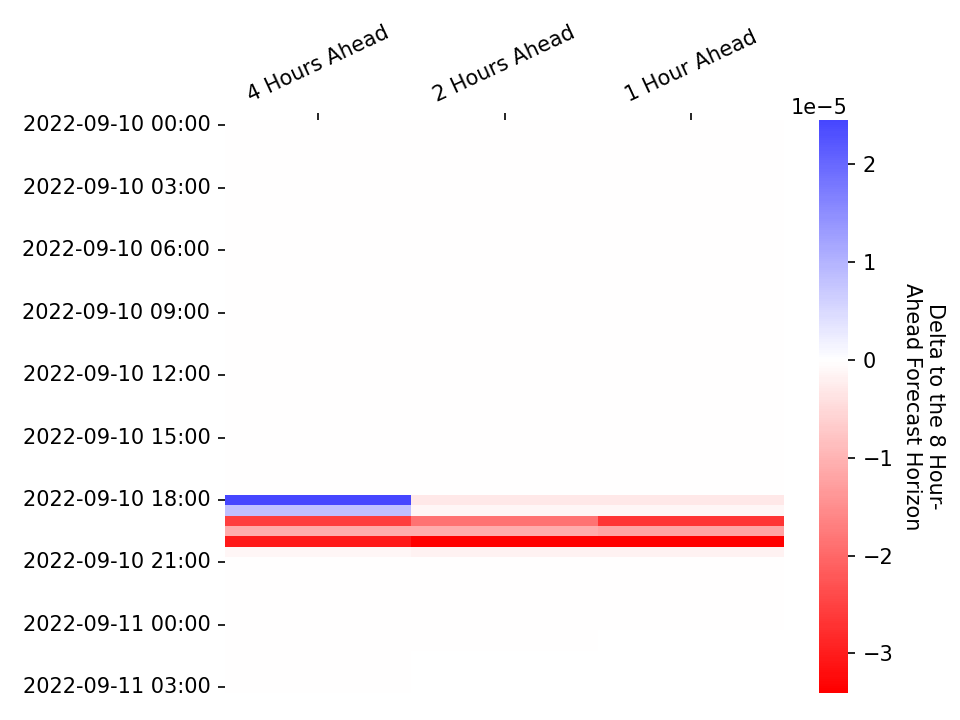 4 Hours Ahead
2 Hours Ahead
1 Hour Ahead
1e−5
2022-09-10 00:00
2022-09-10 03:00
2022-09-10 06:00
2022-09-10 09:00
2022-09-10 12:00
2022-09-10 15:00
2022-09-10 18:00
2022-09-10 21:00
2022-09-11 00:00
2022-09-11 03:00
2
1
0
−1
−2
−3
Delta to the 8 Hour-
Ahead Forecast Horizon